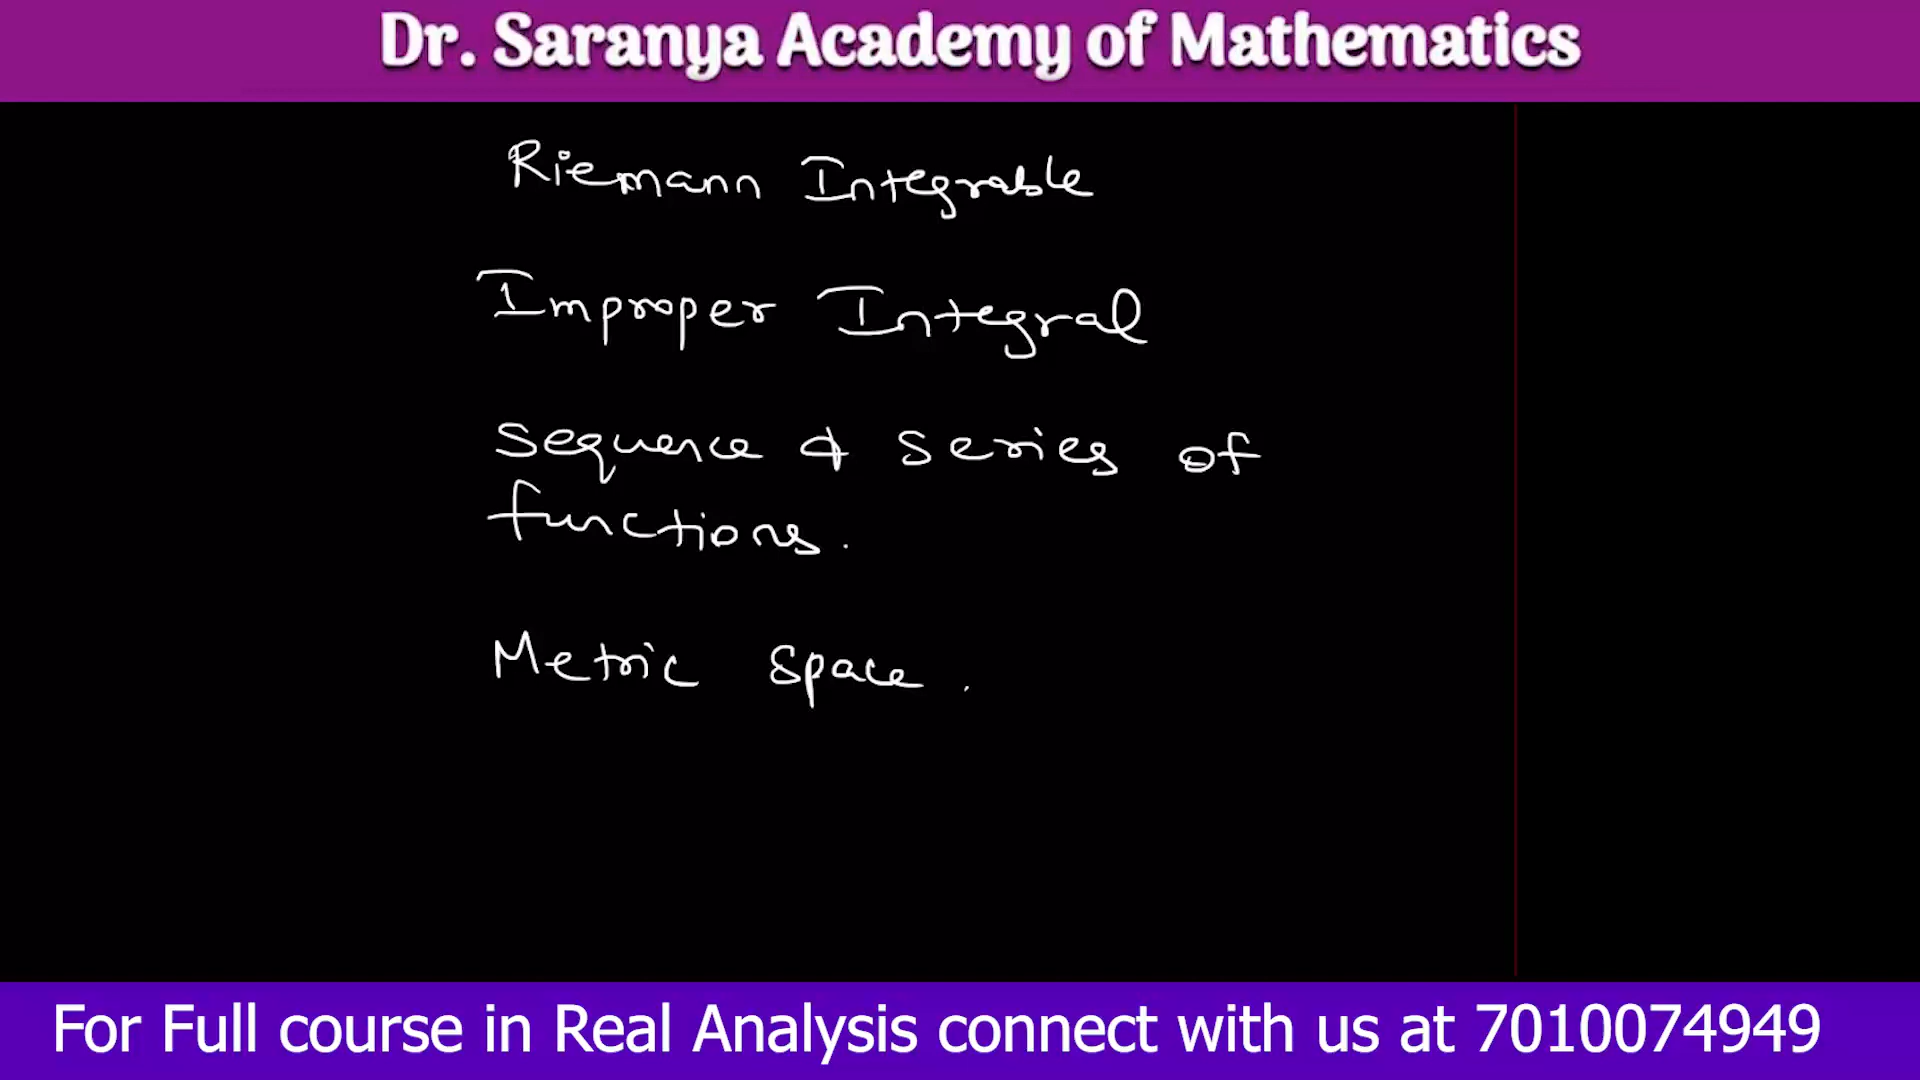 Dr. Saranya Academy of Mathematics
Riemann Integrable
Improper Integral
Sequence & Series of
functions.
Metric Space.
For Full course in Real Analysis connect with us at 7010074949